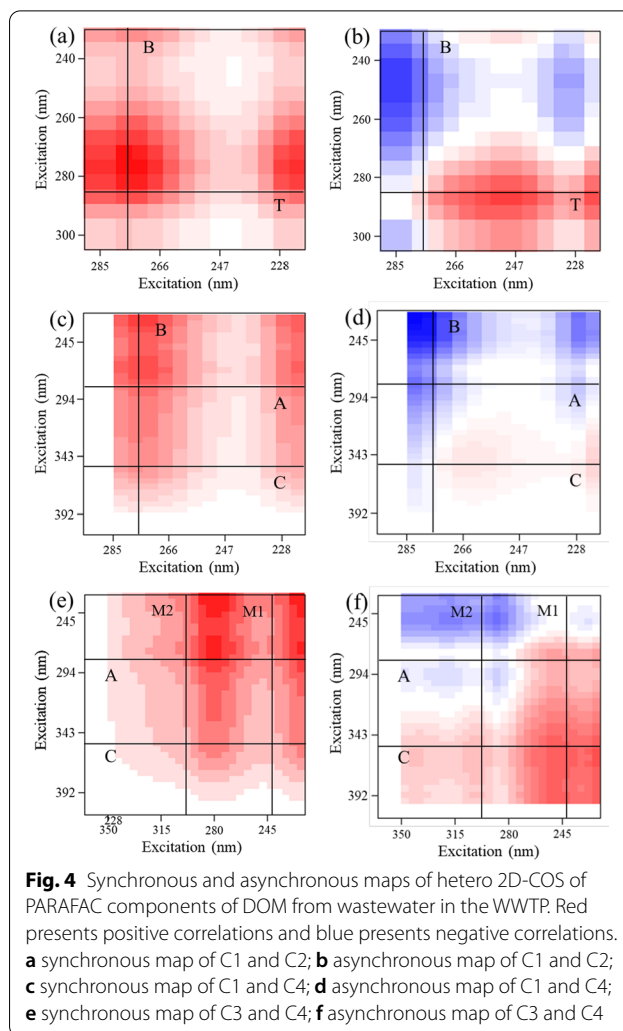 (a)
B
T
240
260
280
300
Excitation (nm)
285 266 247 228
Excitation (nm)
(b)
B
T
240
260
280
300
Excitation (nm)
285 266 247 228
Excitation (nm)
(c)
B
A
C
245
294
343
392
Excitation (nm)
285 266 247 228
Excitation (nm)
(d)
B
A
C
245
294
343
392
Excitation (nm)
285 266 247 228
Excitation (nm)
(e)
M2 M1
A
C
245
294
343
392
Excitation (nm)
228
350 315 280 245
Excitation (nm)
(f)
M2 M1
A
C
245
294
343
392
Excitation (nm)
350 315 280 245
Excitation (nm)
Fig. 4 Synchronous and asynchronous maps of hetero 2D-COS of
PARAFAC components of DOM from wastewater in the WWTP. Red
presents positive correlations and blue presents negative correlations.
a synchronous map of C1 and C2; b asynchronous map of C1 and C2;
c synchronous map of C1 and C4; d asynchronous map of C1 and C4;
e synchronous map of C3 and C4; f asynchronous map of C3 and C4